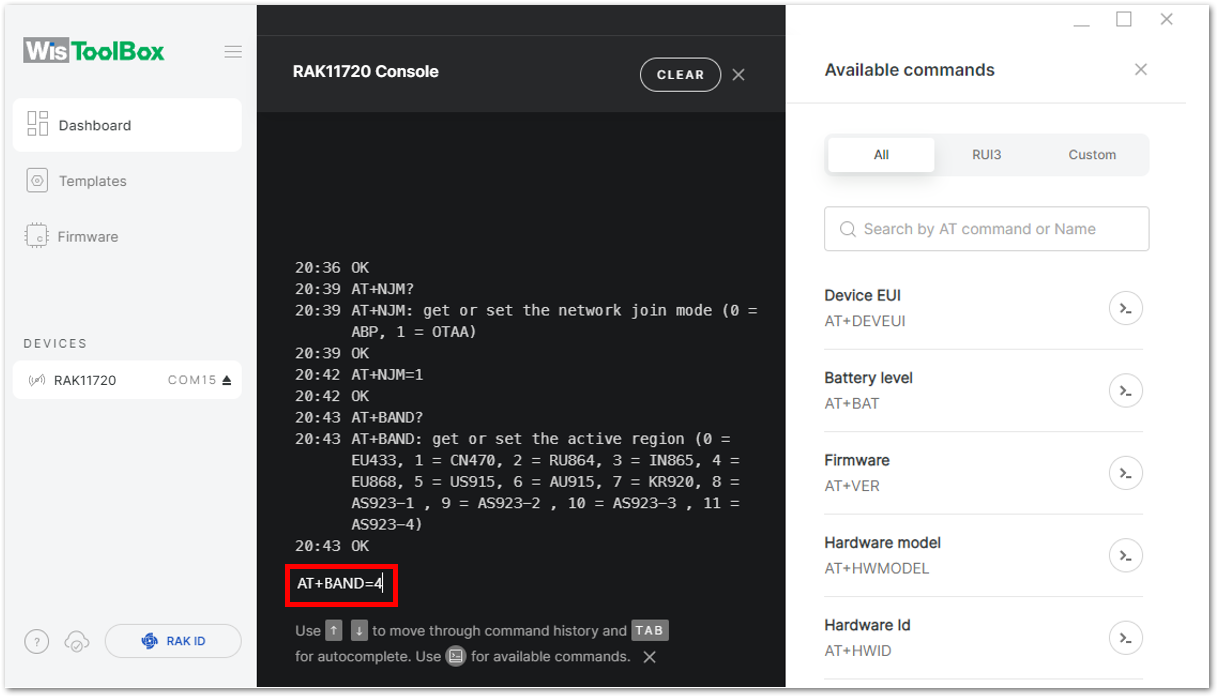 WisToolBox
Dashboard
Templates
Firmware
DEVICES
RAK11720 COM15
?
RAK ID
RAK11720 Console
CLEAR
20:36 OK
20:39 AT+NJM?
20:39 AT+NJM: get or set the network join mode (0 =
ABP, 1 = OTAA)
20:39 OK
20:42 AT+NJM=1
20:42 OK
20:43 AT+BAND?
20:43 AT+BAND: get or set the active region (0 =
EU433, 1 = CN470, 2 = RU864, 3 = IN865, 4 =
EU868, 5 = US915, 6 = AU915, 7 = KR920, 8 =
AS923-1 , 9 = AS923-2 , 10 = AS923-3 , 11 =
AS923-4)
20:43 OK
AT+BAND=4
Use ↑ ↓ to move through command history and TAB
for autocomplete. Use for available commands.
Available commands
All RUI3 Custom
Search by AT command or Name
Device EUI
AT+DEVEUI
Battery level
AT+BAT
Firmware
AT+VER
Hardware model
AT+HWMODEL
Hardware Id
AT+HWID